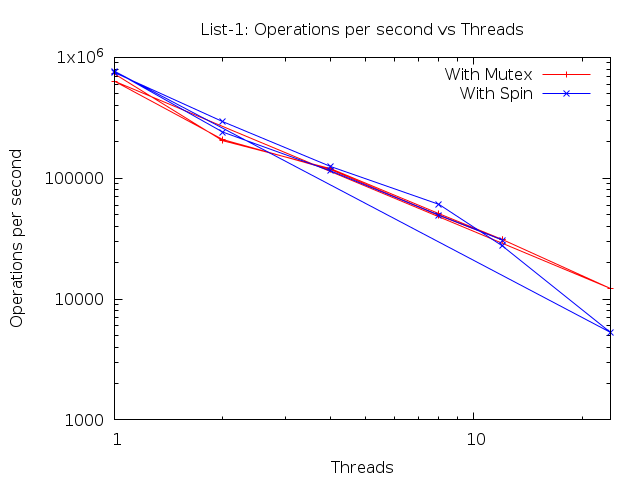 List-1: Operations per second vs Threads
1x10^6
100000
10000
1000
Operations per second
With Mutex
With Spin
1
10
Threads